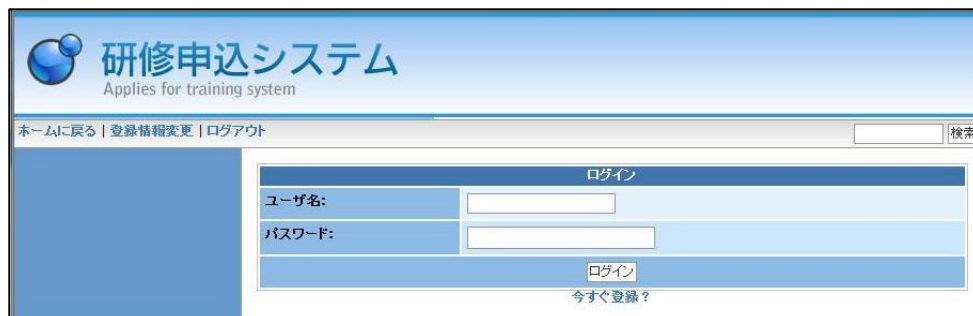 研修申込システム
Applies for training system
ホームに戻る | 登録情報変更 | ログアウト
検索
ログイン
ユーザ名:
パスワード:
ログイン
今すぐ登録?